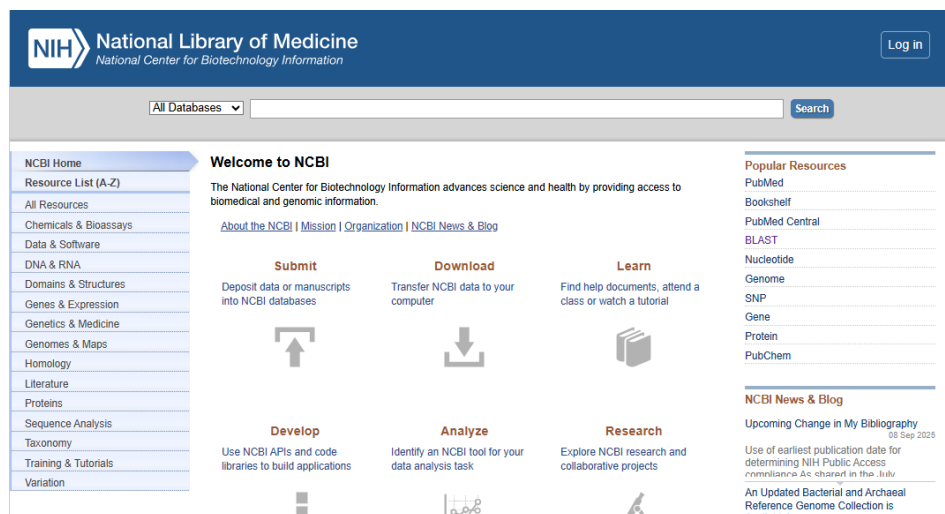 NIH
National Library of Medicine
National Center for Biotechnology Information
Log in
All Databases
Search
NCBI Home
Resource List (A-Z)
All Resources
Chemicals & Bioassays
Data & Software
DNA & RNA
Domains & Structures
Genes & Expression
Genetics & Medicine
Genomes & Maps
Homology
Literature
Proteins
Sequence Analysis
Taxonomy
Training & Tutorials
Variation
Welcome to NCBI
The National Center for Biotechnology Information advances science and health by providing access to
biomedical and genomic information.
About the NCBI | Mission | Organization | NCBI News & Blog
Submit
Deposit data or manuscripts
into NCBI databases
Download
Transfer NCBI data to your
computer
Learn
Find help documents, attend a
class or watch a tutorial
Develop
Use NCBI APIs and code
libraries to build applications
Analyze
Identify an NCBI tool for your
data analysis task
Research
Explore NCBI research and
collaborative projects
Popular Resources
PubMed
Bookshelf
PubMed Central
BLAST
Nucleotide
Genome
SNP
Gene
Protein
PubChem
NCBI News & Blog
Upcoming Change in My Bibliography
08 Sep 2025
Use of earliest publication date for
determining NIH Public Access
compliance As shared in the July
An Updated Bacterial and Archaeal
Reference Genome Collection is